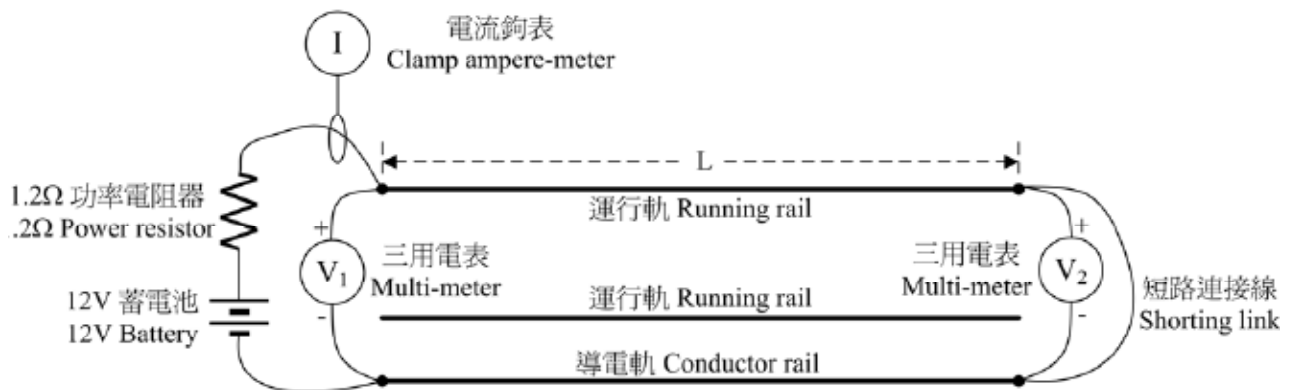 電流鉤表
Clamp ampere-meter
I
L
1.2Ω 功率電阻器
.2Ω Power resistor
運行軌 Running rail
+
V1
-
三用電表
Multi-meter
三用電表
Multi-meter
+
V2
-
12V 蓄電池
12V Battery
運行軌 Running rail
短路連接線
Shorting link
導電軌 Conductor rail